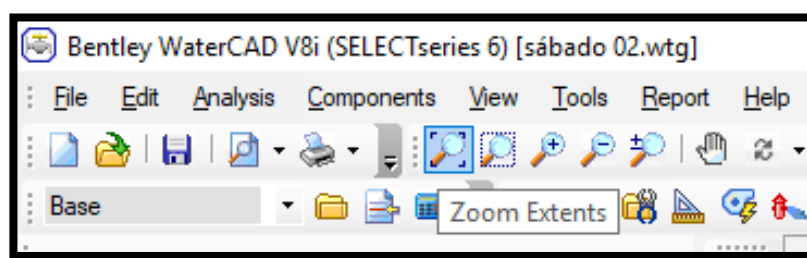 Bentley WaterCAD V8i (SELECTseries 6) [sábado 02.wtg]
File Edit Analysis Components View Tools Report Help
Base
Zoom Extents